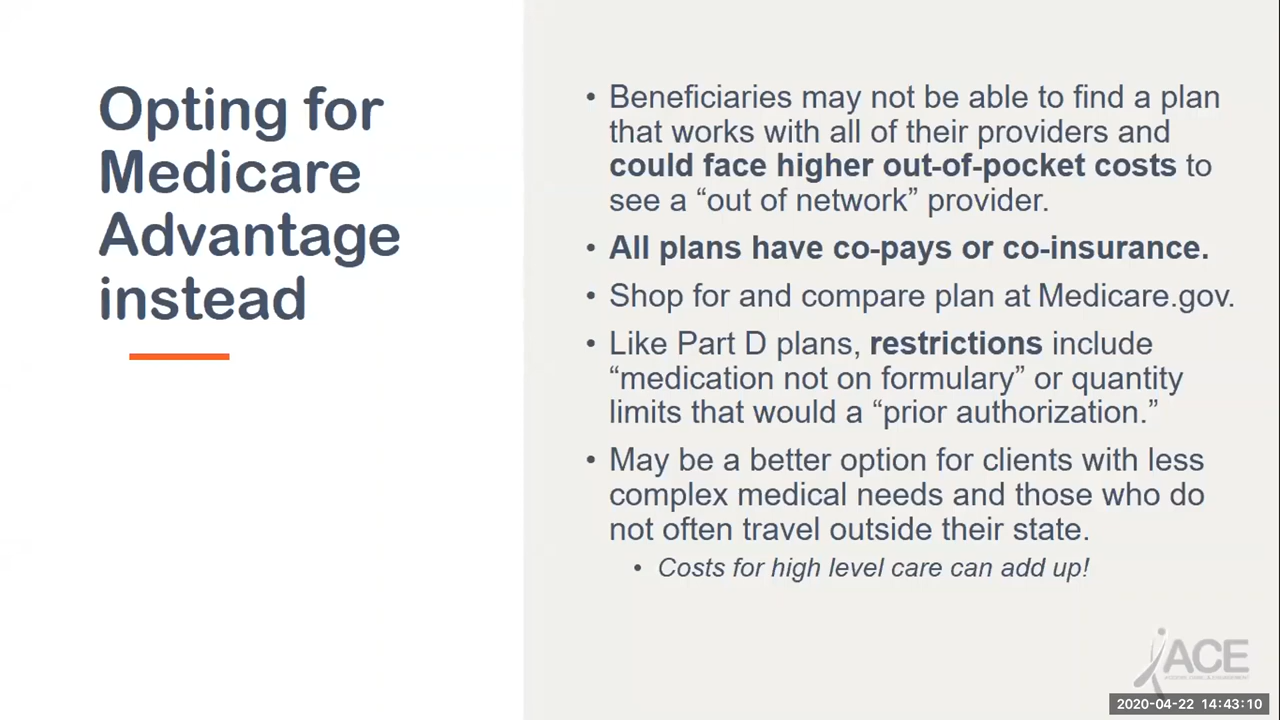 Opting for
Medicare
Advantage
instead
• Beneficiaries may not be able to find a plan
that works with all of their providers and
could face higher out-of-pocket costs to
see a “out of network” provider.
• All plans have co-pays or co-insurance.
• Shop for and compare plan at Medicare.gov.
• Like Part D plans, restrictions include
“medication not on formulary” or quantity
limits that would a “prior authorization.”
• May be a better option for clients with less
complex medical needs and those who do
not often travel outside their state.
• Costs for high level care can add up!
ACE
2020-04-22 14:43:10